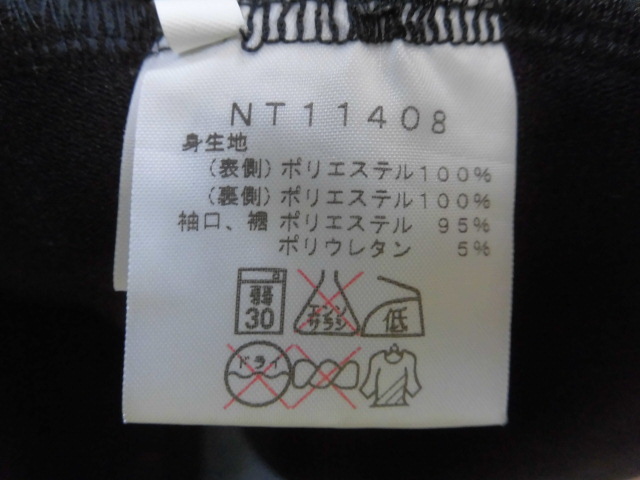 NT11408
身生地
(表側)ポリエステル100%
(裏側)ポリエステル100%
袖口、裾 ポリエステル 95%
ポリウレタン 5%
弱
30
エンソ
サラシ
低
ドライ